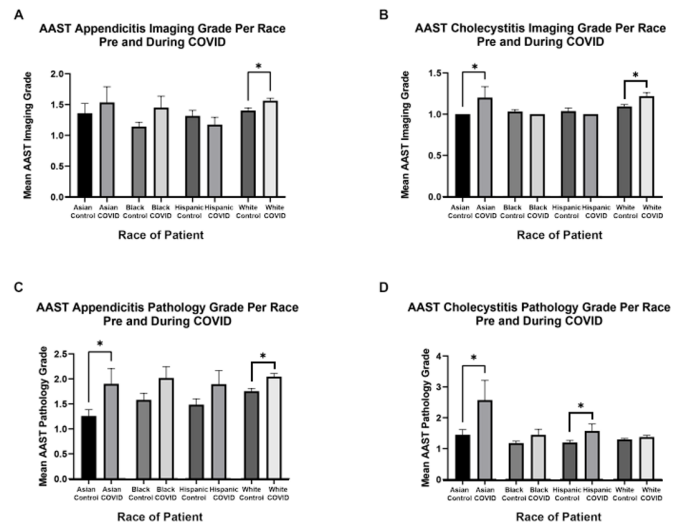 A
AAST Appendicitis Imaging Grade Per Race
Pre and During COVID
Mean AAST Imaging Grade
2.0
1.5
1.0
0.5
0.0
*
Asian Asian Black Black Hispanic Hispanic White White
Control COVID Control COVID Control COVID Control COVID
Race of Patient
B
AAST Cholecystitis Imaging Grade Per Race
Pre and During COVID
Mean AAST Imaging Grade
1.5
1.0
0.5
0.0
*
*
Asian Asian Black Black Hispanic Hispanic White White
Control COVID Control COVID Control COVID Control COVID
Race of Patient
C
AAST Appendicitis Pathology Grade Per Race
Pre and During COVID
Mean AAST Pathology Grade
2.5
2.0
1.5
1.0
0.5
0.0
*
*
Asian Asian Black Black Hispanic Hispanic White White
Control COVID Control COVID Control COVID Control COVID
Race of Patient
D
AAST Cholecystitis Pathology Grade Per Race
Pre and During COVID
Mean AAST Pathology Grade
4
3
2
1
0
*
*
Asian Asian Black Black Hispanic Hispanic White White
Control COVID Control COVID Control COVID Control COVID
Race of Patient